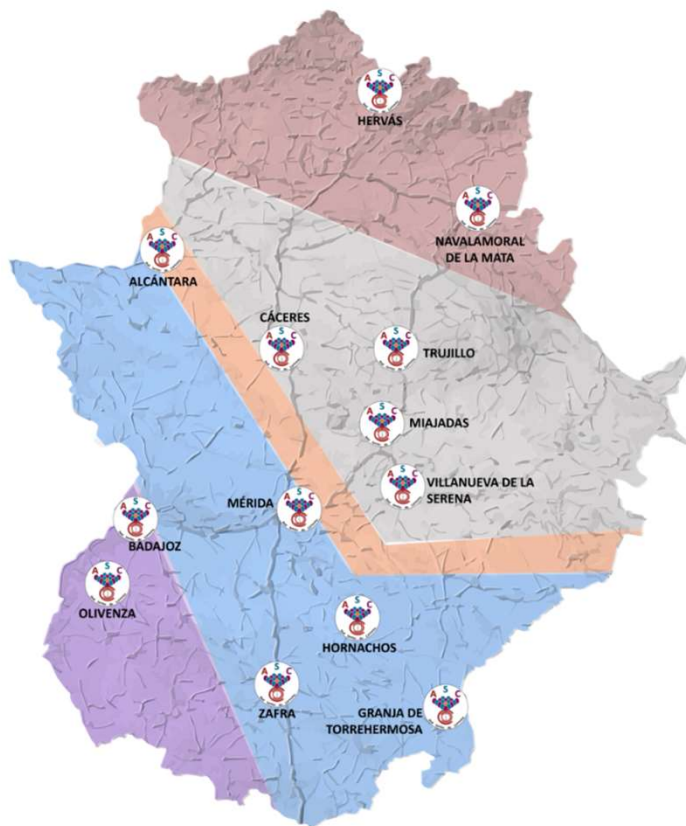 A S C
HERVÁS
A S C
NAVALAMORAL
DE LA MATA
A S C
ALCÁNTARA
CÁCERES
A S C
A S C
TRUJILLO
A S C
MIAJADAS
A S C
VILLANUEVA DE LA
SERENA
MÉRIDA
A S C
A S C
BADAJOZ
A S C
OLIVENZA
A S C
HORNACHOS
A S C
ZAFRA
A S C
GRANJA DE
TORREHERMOSA